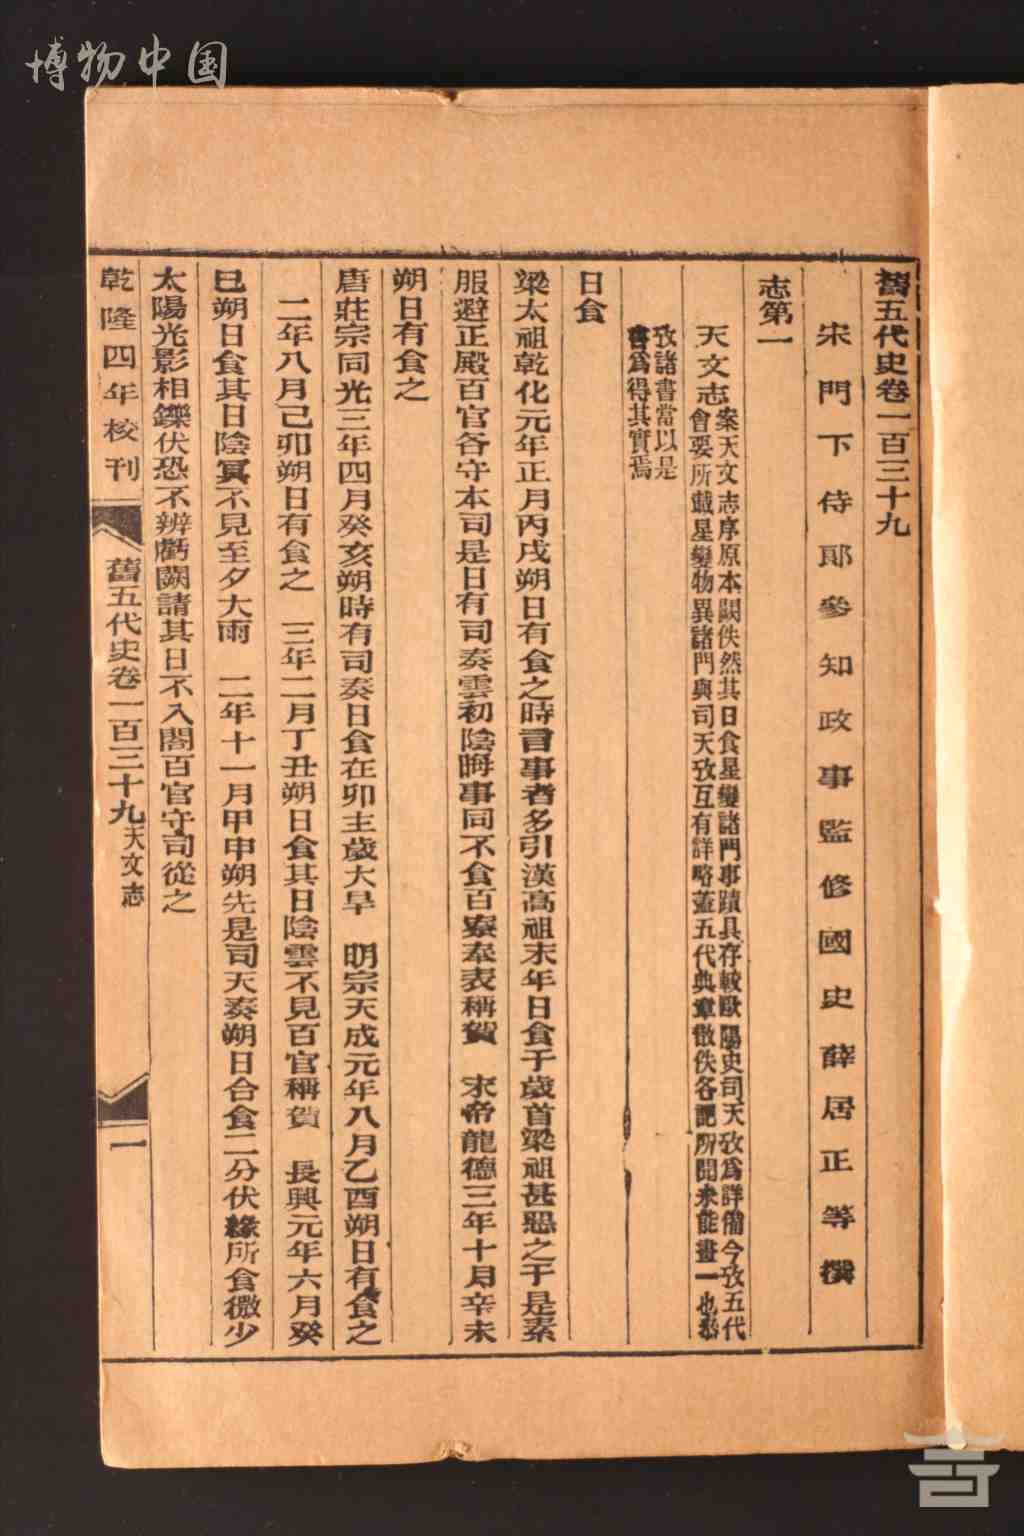 博物中国
舊五代史卷一百三十九
宋門下侍郎參知政事監修國史薛居正等撰
志第一
天文志
案天文志序原本闕佚然其日食星變諸門事蹟具存較歐陽史司天攷爲詳備今攷五代
會要所載星變物異諸門與司天攷互有詳略蓋五代典章散佚各記所聞未能畫一也
攷諸書當以是
書爲得其實焉
日食
梁太祖乾化元年正月丙戌朔日有食之時言事者多引漢高祖末年日食于歲首梁祖甚惡之于是素
服避正殿百官各守本司是日有司奏雲初陰晦事同不食百寮奉表稱賀 末帝龍德三年十月辛未
朔日有食之
唐莊宗同光三年四月癸亥朔時有司奏日食在卯主歲大旱 明宗天成元年八月乙酉朔日有食之
二年八月己卯朔日有食之 三年二月丁丑朔日食其日陰雲不見百官稱賀 長興元年六月癸
巳朔日食其日陰冥不見至夕大雨 二年十一月甲申朔先是司天奏朔日合食二分伏緣所食微少
太陽光影相鑠伏恐不辨虧闕請其日不入閤百官守司從之
乾隆四年校刊
舊五代史卷一百三十九
天文志
一